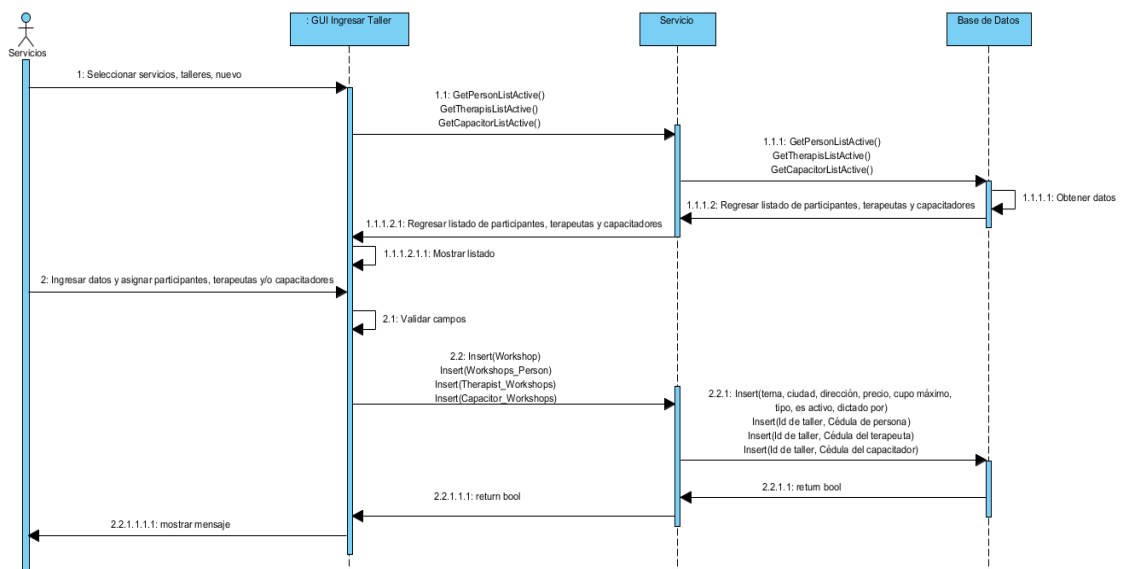 : GUI Ingresar Taller
Servicio
Base de Datos
Servicios
1: Seleccionar servicios, talleres, nuevo
1.1: GetPersonListActive()
GetTherapisListActive()
GetCapacitorListActive()
1.1.1: GetPersonListActive()
GetTherapisListActive()
GetCapacitorListActive()
1.1.1.1: Obtener datos
1.1.1.2: Regresar listado de participantes, terapeutas y capacitadores
1.1.1.2.1: Regresar listado de participantes, terapeutas y capacitadores
1.1.1.2.1.1: Mostrar listado
2: Ingresar datos y asignar participantes, terapeutas y/o capacitadores
2.1: Validar campos
2.2: Insert(Workshop)
Insert(Workshops_Person)
Insert(Therapist_Workshops)
Insert(Capacitor_Workshops)
2.2.1: Insert(tema, ciudad, dirección, precio, cupo máximo,
tipo, es activo, dictado por)
Insert(Id de taller, Cédula de persona)
Insert(Id de taller, Cédula del terapeuta)
Insert(Id de taller, Cédula del capacitador)
2.2.1.1: return bool
2.2.1.1.1: return bool
2.2.1.1.1.1: mostrar mensaje